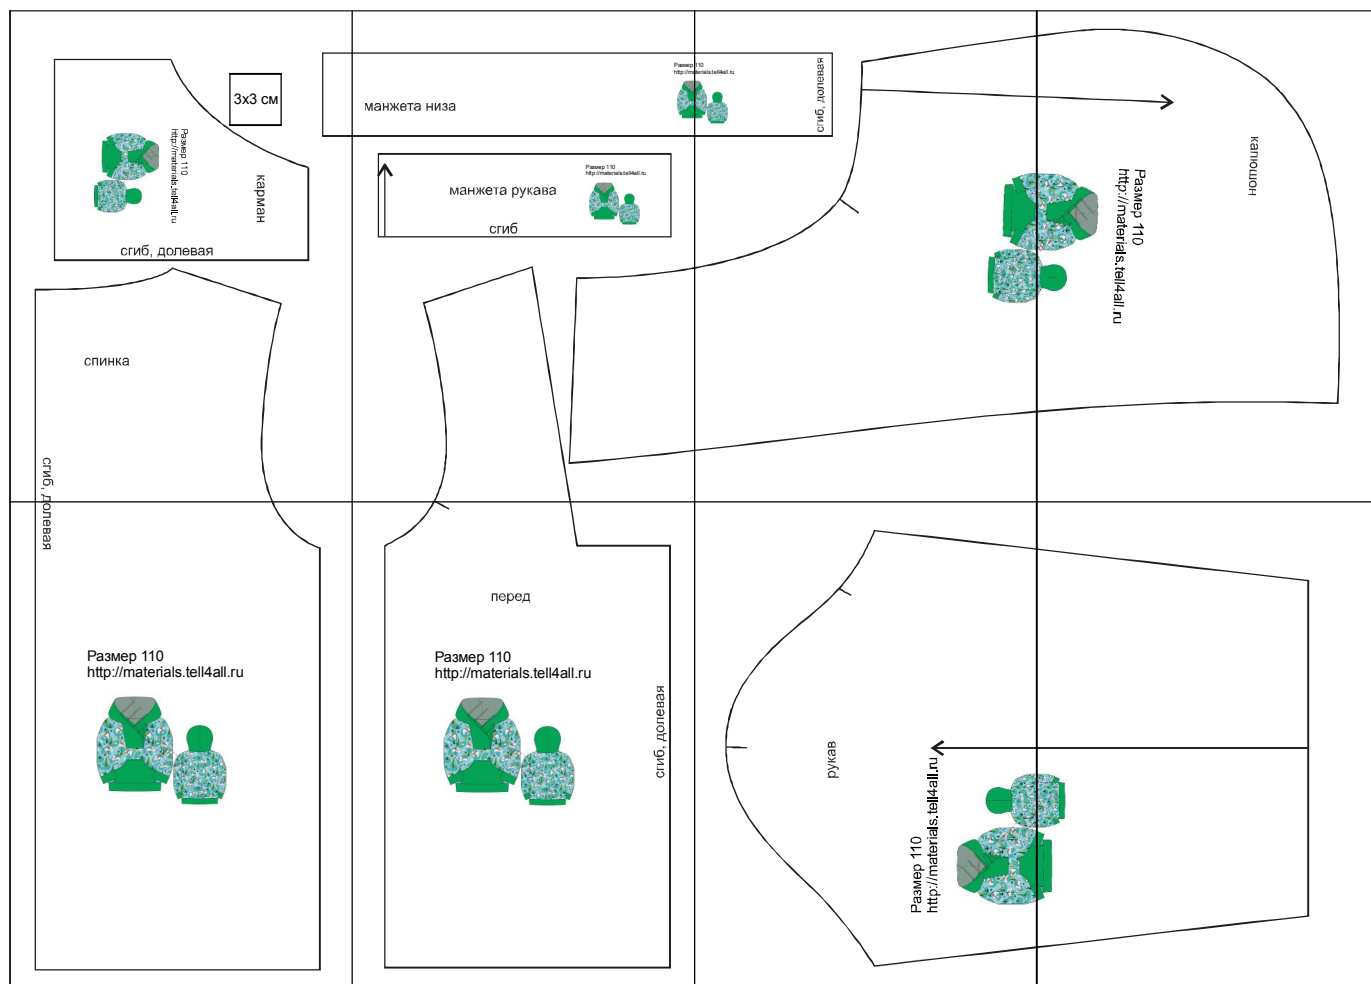 манжета низа
Размер 110
http://materials.tell4all.ru
сгиб, долевая
3х3 см
Размер 110
http://materials.tell4all.ru
карман
сгиб, долевая
манжета рукава
Размер 110
http://materials.tell4all.ru
сгиб
капюшон
Размер 110
http://materials.tell4all.ru
спинка
сгиб, долевая
Размер 110
http://materials.tell4all.ru
перед
Размер 110
http://materials.tell4all.ru
сгиб, долевая
рукав
Размер 110
http://materials.tell4all.ru